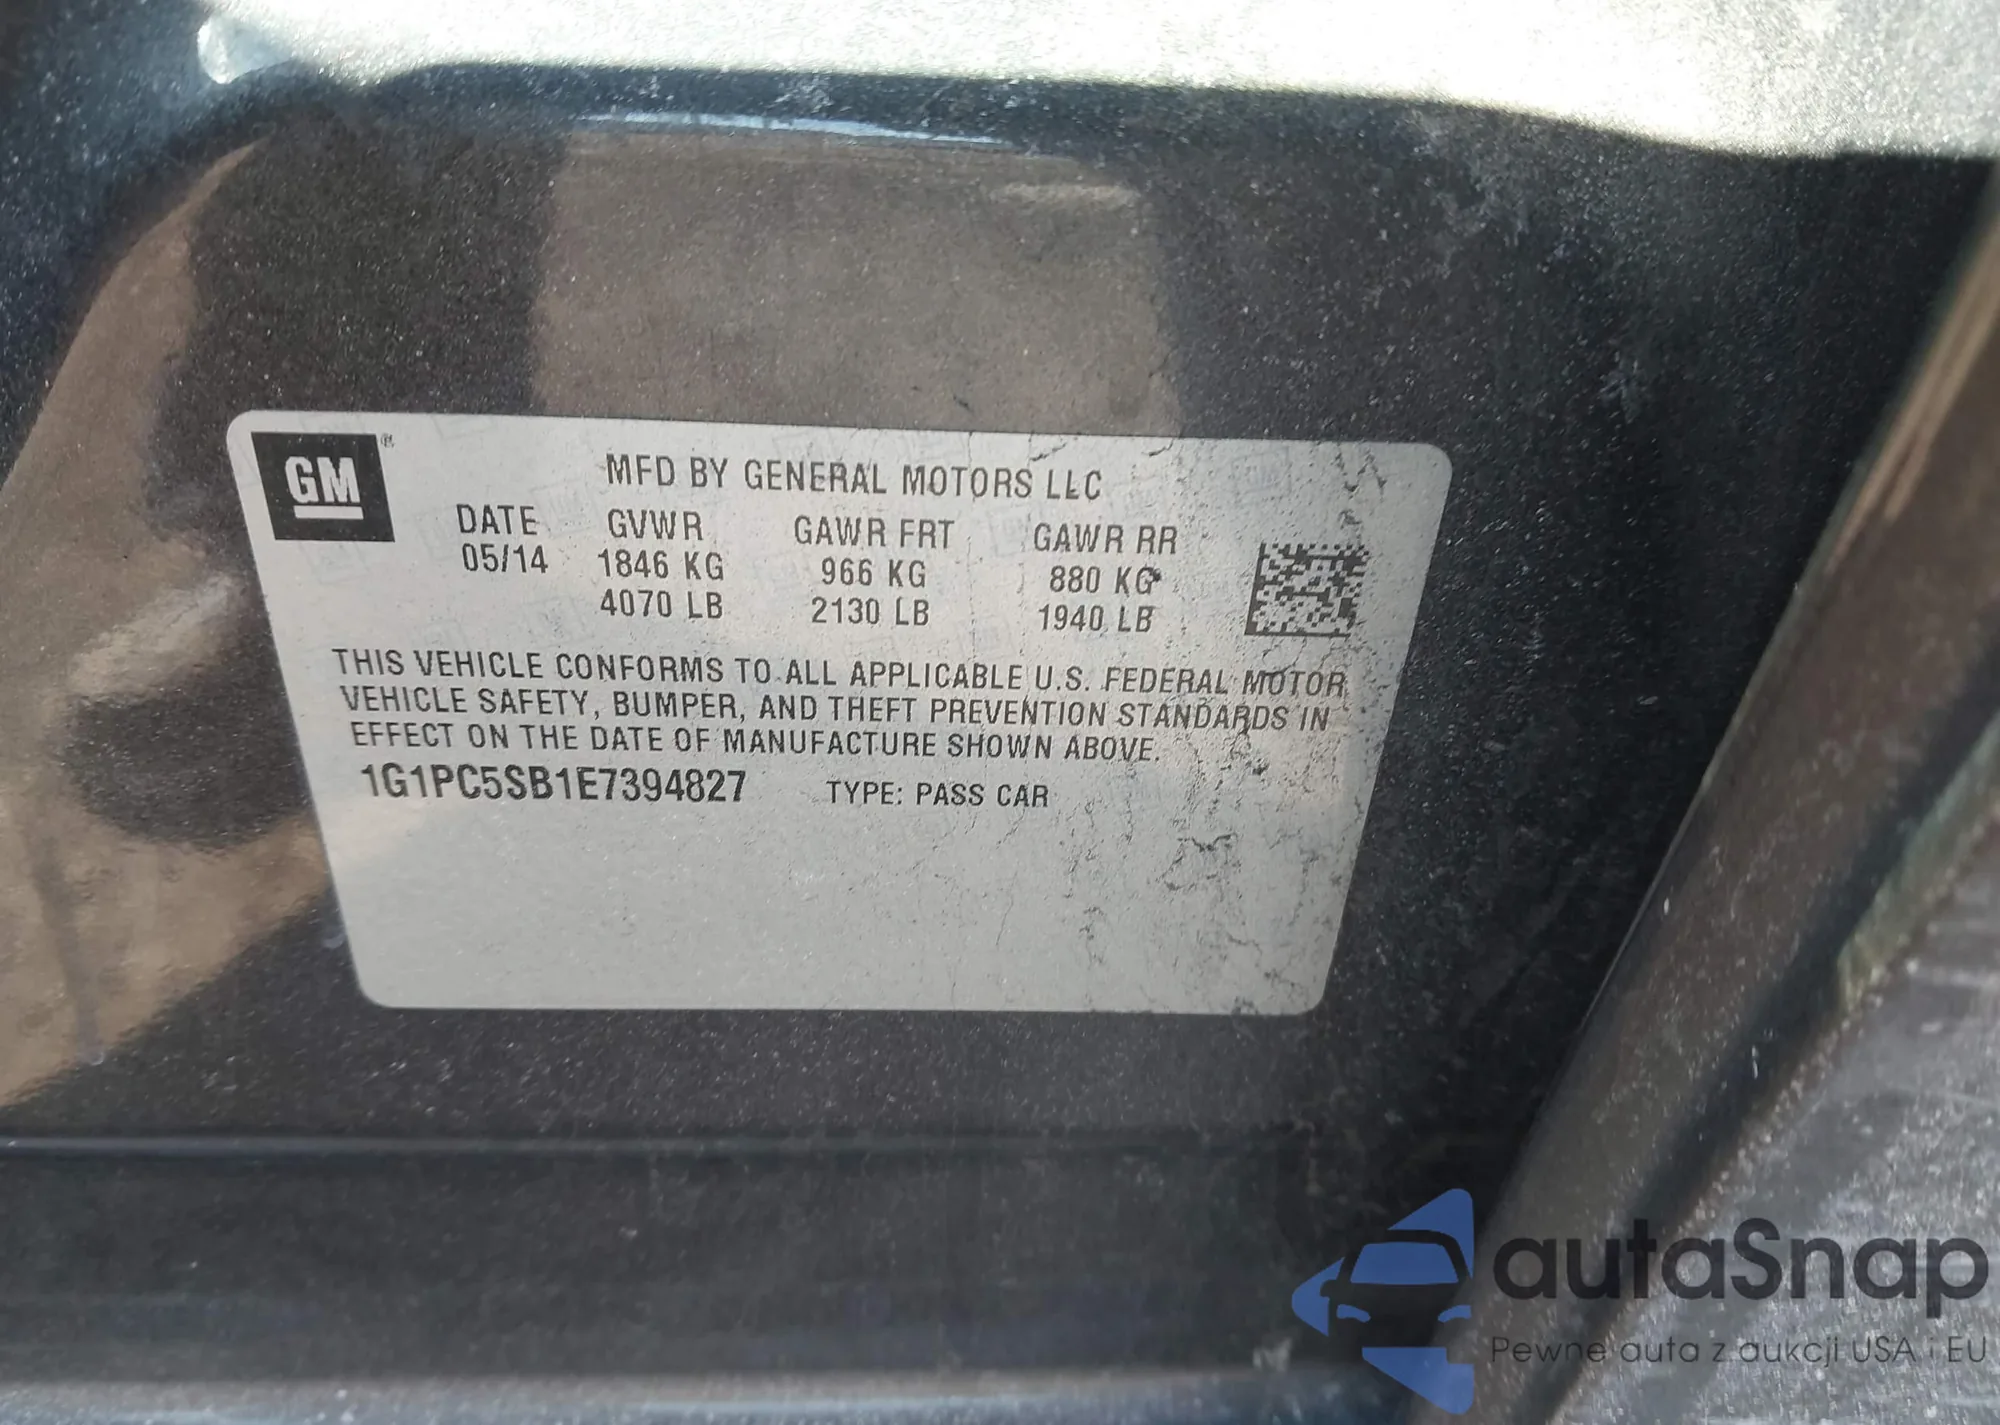 GM®
MFD BY GENERAL MOTORS LLC
DATE GVWR GAWR FRT GAWR RR
05/14 1846 KG 966 KG 880 KG
4070 LB 2130 LB 1940 LB
THIS VEHICLE CONFORMS TO ALL APPLICABLE U.S. FEDERAL MOTOR
VEHICLE SAFETY, BUMPER, AND THEFT PREVENTION STANDARDS IN
EFFECT ON THE DATE OF MANUFACTURE SHOWN ABOVE.
1G1PC5SB1E7394827 TYPE: PASS CAR
autaSnap
Pewne auta z aukcji USA i EU